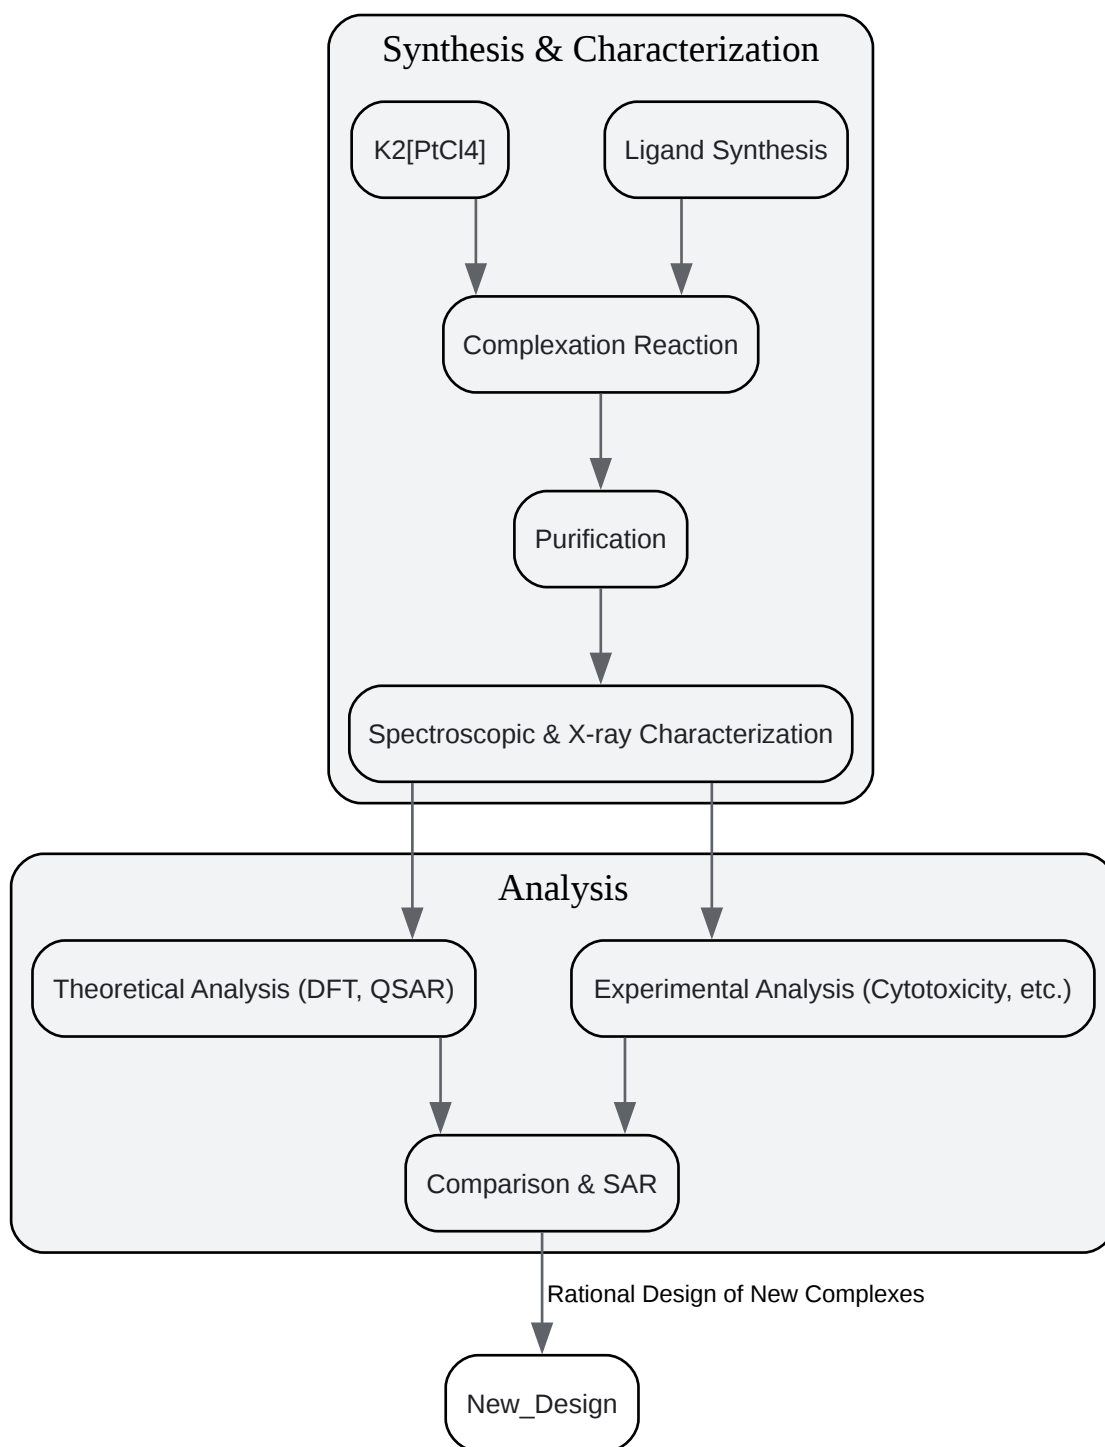 Synthesis & Characterization
K2[PtCl4]
Ligand Synthesis
Complexation Reaction
Purification
Spectroscopic & X-ray Characterization
Analysis
Theoretical Analysis (DFT, QSAR)
Experimental Analysis (Cytotoxicity, etc.)
Comparison & SAR
Rational Design of New Complexes
New_Design